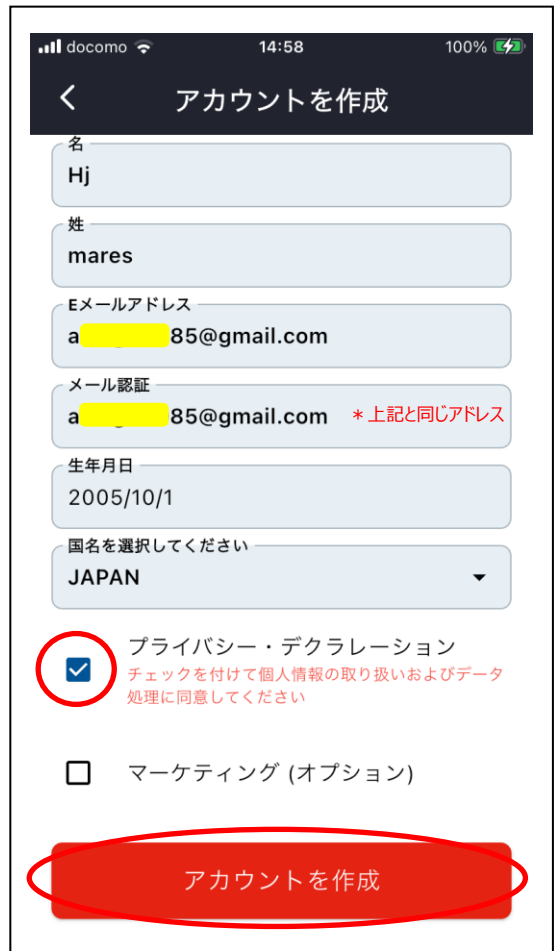 docomo 14:58 100%
アカウントを作成
名
Hj
姓
mares
Eメールアドレス
a 85@gmail.com
メール認証
a 85@gmail.com *上記と同じアドレス
生年月日
2005/10/1
国名を選択してください
JAPAN
プライバシー・デクラレーション
チェックを付けて個人情報の取り扱いおよびデータ
処理に同意してください
マーケティング (オプション)
アカウントを作成